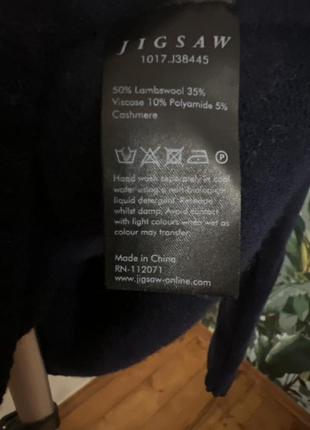 JIGSAW
1017.J38445
50% Lambswool 35%
Viscose 10% Polyamide 5%
Cashmere
P
Hand wash separately in cool
water using a non-biological
liquid detergent. Reshape
whilst damp. Avoid contact
with light colours when wet as
colour may transfer.
Made in China
RN-112071
www.jigsaw-online.com